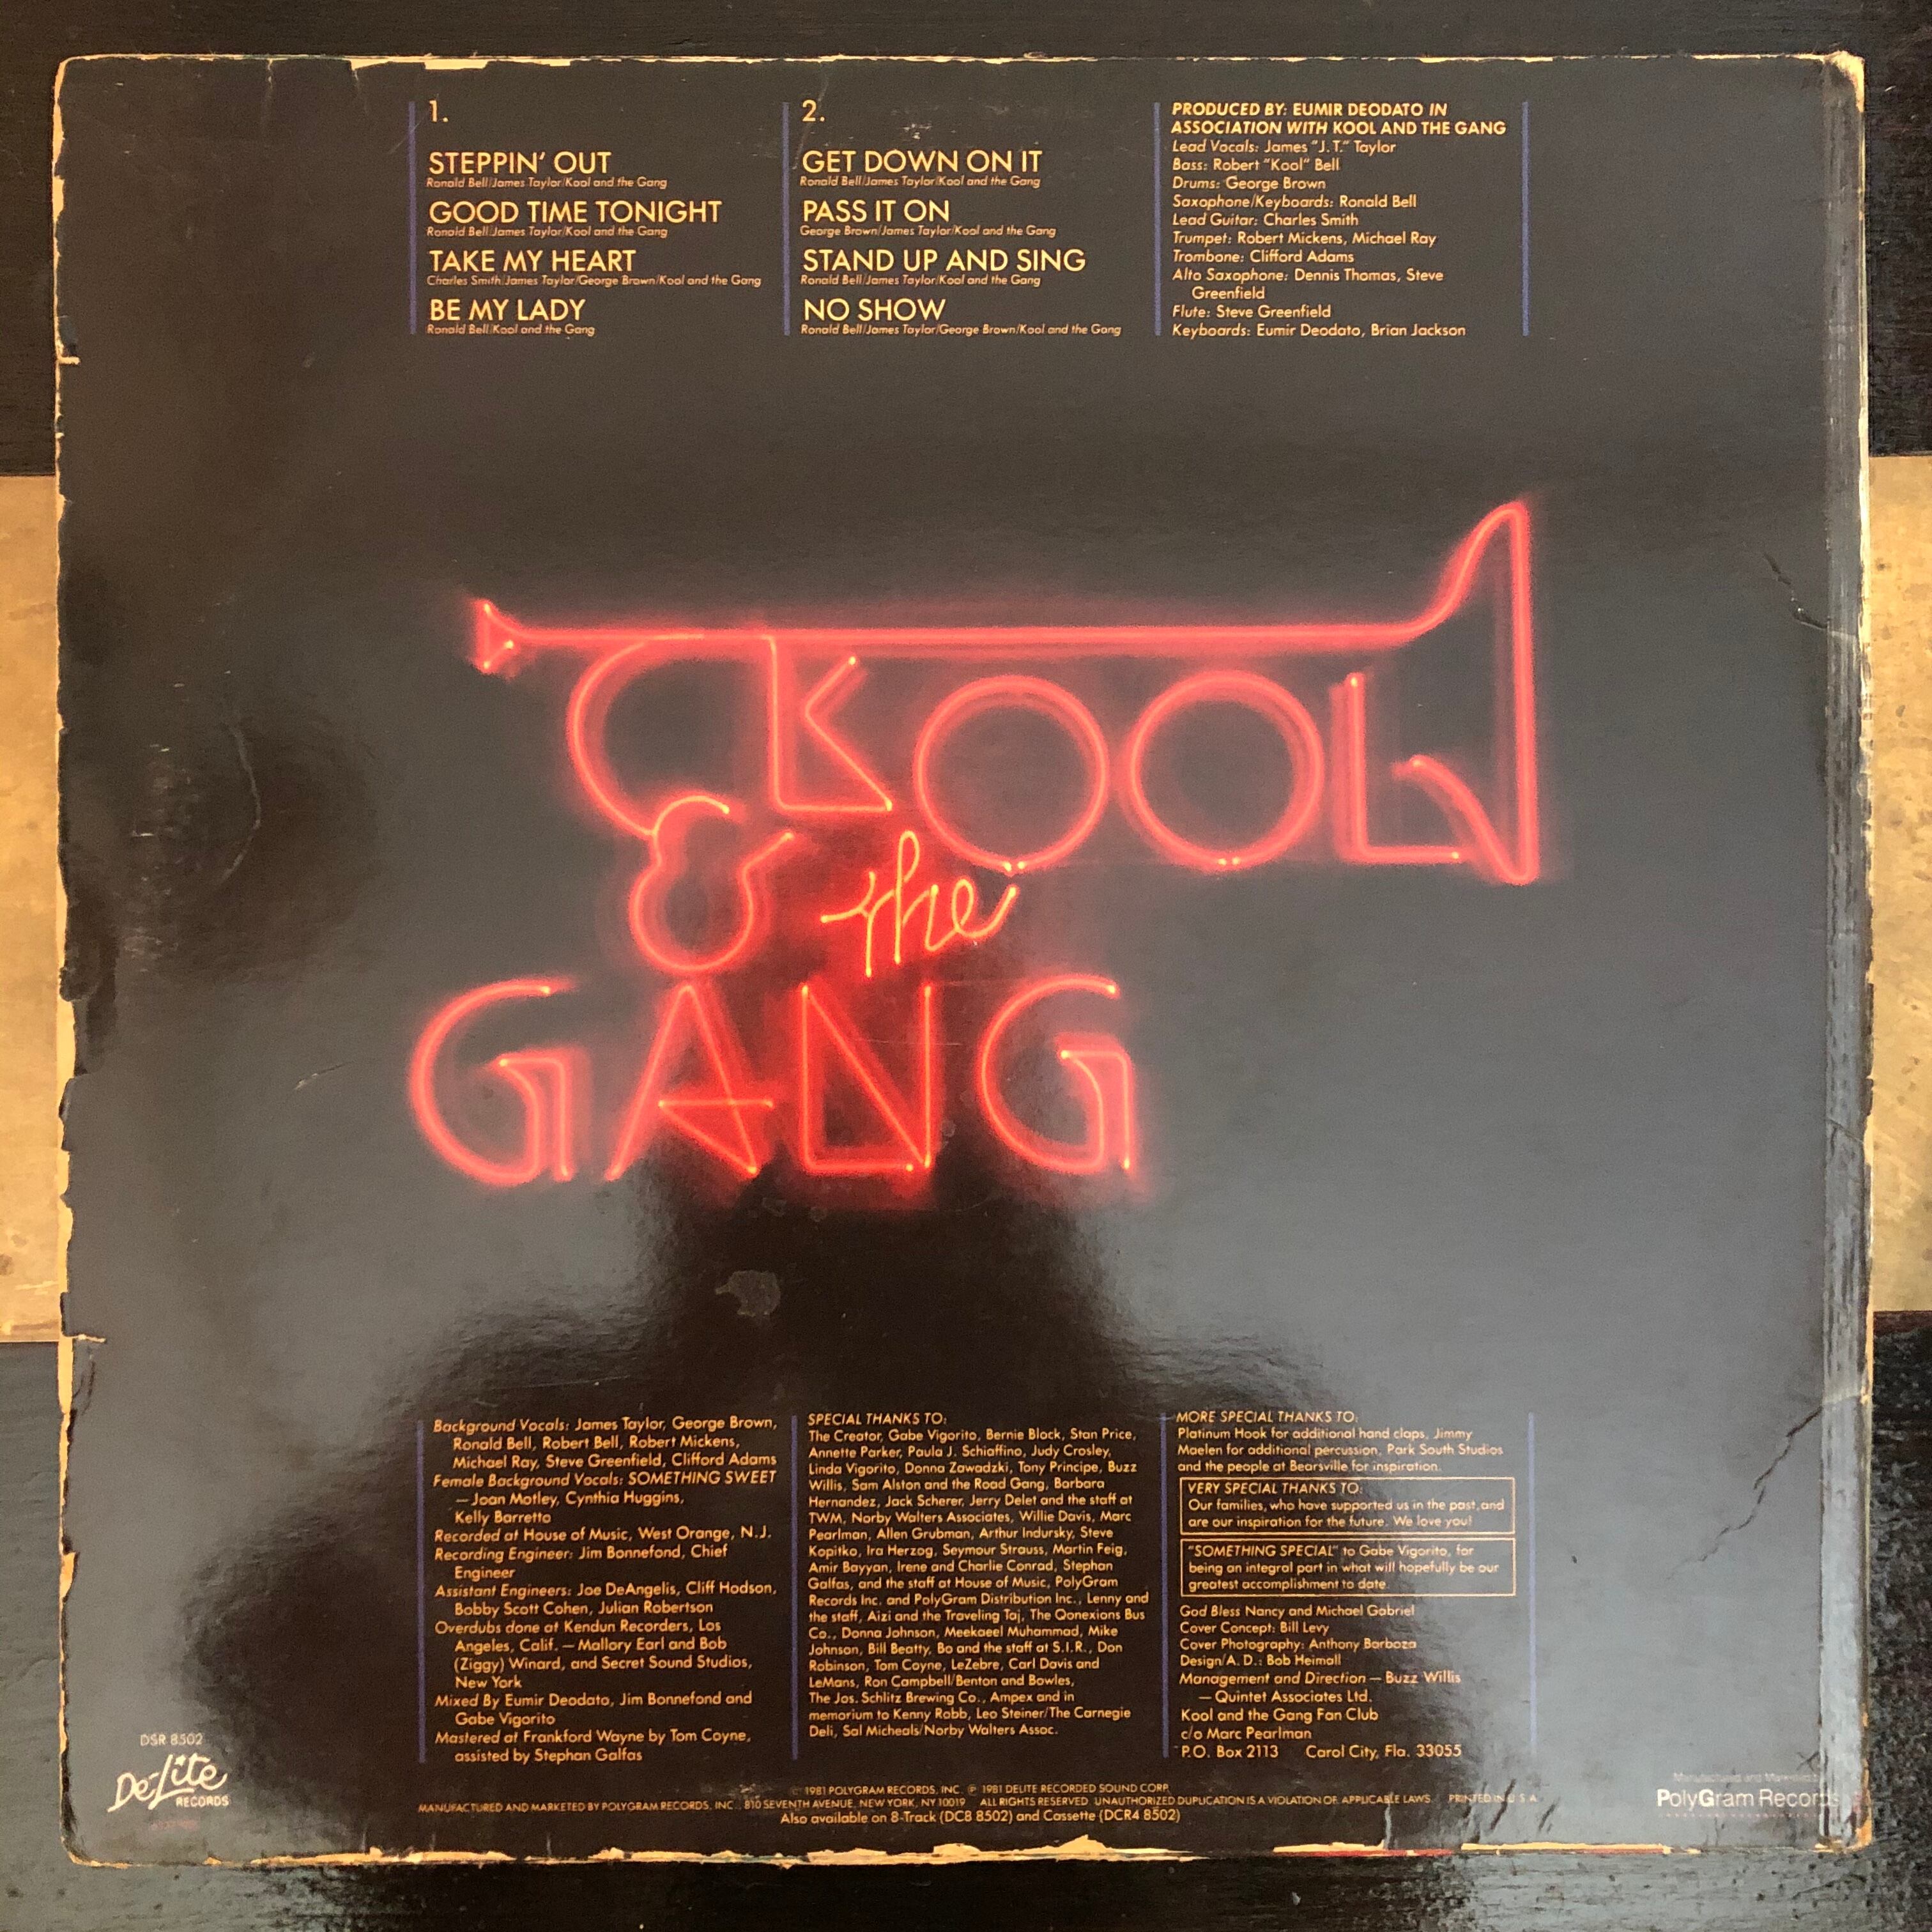 1.
STEPPIN' OUT
Ronald Bell/James Taylor/Kool and the Gang
GOOD TIME TONIGHT
Ronald Bell/James Taylor/Kool and the Gang
TAKE MY HEART
Charles Smith/James Taylor/George Brown/Kool and the Gang
BE MY LADY
Ronald Bell/Kool and the Gang
2.
GET DOWN ON IT
Ronald Bell/James Taylor/Kool and the Gang
PASS IT ON
George Brown/James Taylor/Kool and the Gang
STAND UP AND SING
Ronald Bell/James Taylor/Kool and the Gang
NO SHOW
Ronald Bell/James Taylor/George Brown/Kool and the Gang
PRODUCED BY: EUMIR DEODATO IN
ASSOCIATION WITH KOOL AND THE GANG
Lead Vocals: James "J.T." Taylor
Bass: Robert "Kool" Bell
Drums: George Brown
Saxophone/Keyboards: Ronald Bell
Lead Guitar: Charles Smith
Trumpet: Robert Mickens, Michael Ray
Trombone: Clifford Adams
Alto Saxophone: Dennis Thomas, Steve
Greenfield
Flute: Steve Greenfield
Keyboards: Eumir Deodato, Brian Jackson
KOOL
& the
GANG
Background Vocals: James Taylor, George Brown,
Ronald Bell, Robert Bell, Robert Mickens,
Michael Ray, Steve Greenfield, Clifford Adams
Female Background Vocals: SOMETHING SWEET
— Joan Motley, Cynthia Huggins,
Kelly Barretto
Recorded at House of Music, West Orange, N.J.
Recording Engineer: Jim Bonnefond, Chief
Engineer
Assistant Engineers: Joe DeAngelis, Cliff Hodson,
Bobby Scott Cohen, Julian Robertson
Overdubs done at Kendun Recorders, Los
Angeles, Calif. — Mallory Earl and Bob
(Ziggy) Winard, and Secret Sound Studios,
New York
Mixed By Eumir Deodato, Jim Bonnefond and
Gabe Vigorito
Mastered at Frankford Wayne by Tom Coyne,
assisted by Stephan Galfas
SPECIAL THANKS TO:
The Creator, Gabe Vigorito, Bernie Block, Stan Price,
Annette Parker, Paula J. Schiaffino, Judy Crosley,
Linda Vigorito, Donna Zawadzki, Tony Principe, Buzz
Willis, Sam Alston and the Road Gang, Barbara
Hernandez, Jack Scherer, Jerry Delet and the staff at
TWM, Norby Walters Associates, Willie Davis, Marc
Pearlman, Allen Grubman, Arthur Indursky, Steve
Kopitko, Ira Herzog, Seymour Strauss, Martin Feig,
Amir Bayyan, Irene and Charlie Conrad, Stephan
Galfas, and the staff at House of Music, PolyGram
Records Inc. and PolyGram Distribution Inc., Lenny and
the staff, Aizi and the Traveling Taj, The Qonexions Bus
Co., Donna Johnson, Meekaeel Muhammad, Mike
Johnson, Bill Beatty, Bo and the staff at S.I.R., Don
Robinson, Tom Coyne, LeZebre, Carl Davis and
LeMans, Ron Campbell/Benton and Bowles,
The Jos. Schlitz Brewing Co., Ampex and in
memorium to Kenny Rabb, Leo Steiner/The Carnegie
Deli, Sal Micheals/Norby Walters Assoc.
MORE SPECIAL THANKS TO:
Platinum Hook for additional hand claps, Jimmy
Maelen for additional percussion, Park South Studios
and the people at Bearsville for inspiration.
VERY SPECIAL THANKS TO:
Our families, who have supported us in the past, and
are our inspiration for the future. We love you!
"SOMETHING SPECIAL" to Gabe Vigorito, for
being an integral part in what will hopefully be our
greatest accomplishment to date.
God Bless Nancy and Michael Gabriel
Cover Concept: Bill Levy
Cover Photography: Anthony Barboza
Design/A.D.: Bob Heimall
Management and Direction — Buzz Willis
— Quintet Associates Ltd.
Kool and the Gang Fan Club
c/o Marc Pearlman
P.O. Box 2113 Carol City, Fla. 33055
DSR 8502
De-Lite
RECORDS
© 1981 POLYGRAM RECORDS, INC. ℗ 1981 DELITE RECORDED SOUND CORP.
MANUFACTURED AND MARKETED BY POLYGRAM RECORDS, INC., 810 SEVENTH AVENUE, NEW YORK, NY 10019 ALL RIGHTS RESERVED. UNAUTHORIZED DUPLICATION IS A VIOLATION OF APPLICABLE LAWS. PRINTED IN U.S.A.
Also available on 8-Track (DC8 8502) and Cassette (DCR4 8502)
Manufactured and Marketed
PolyGram Records